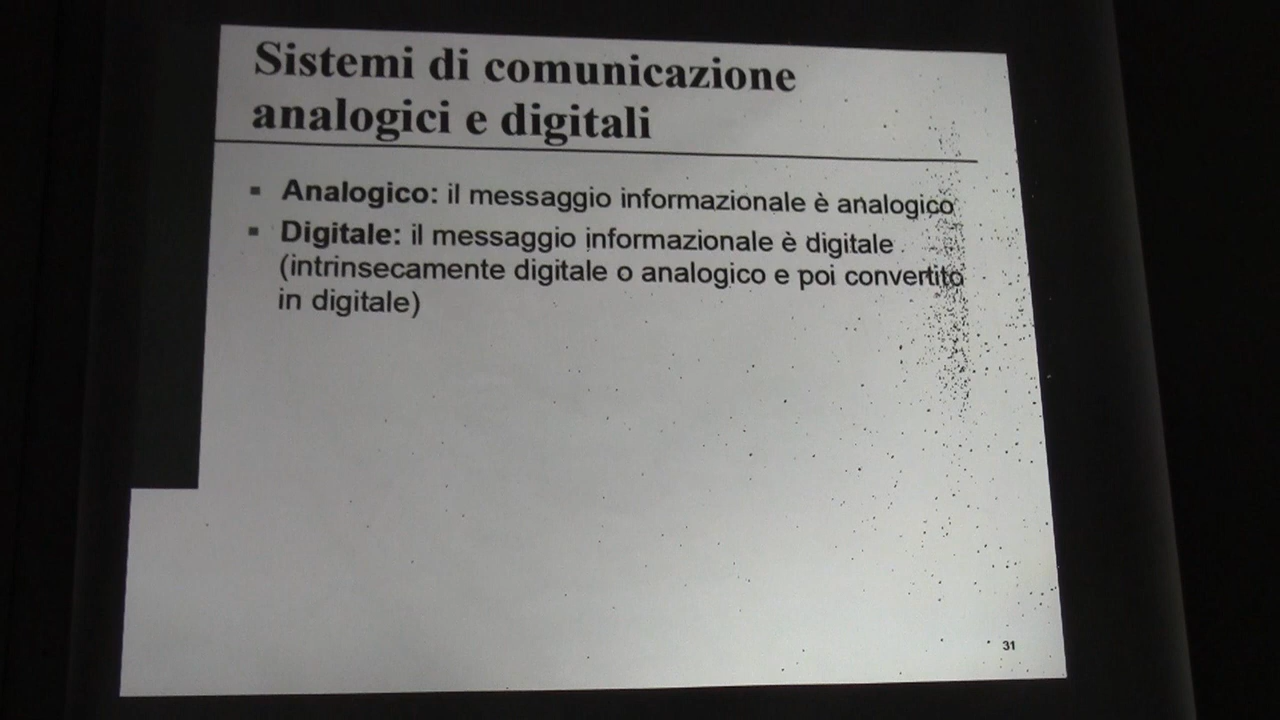 Sistemi di comunicazione
analogici e digitali
▪ Analogico: il messaggio informazionale è analogico
▪ Digitale: il messaggio informazionale è digitale
(intrinsecamente digitale o analogico e poi convertito
in digitale)
31